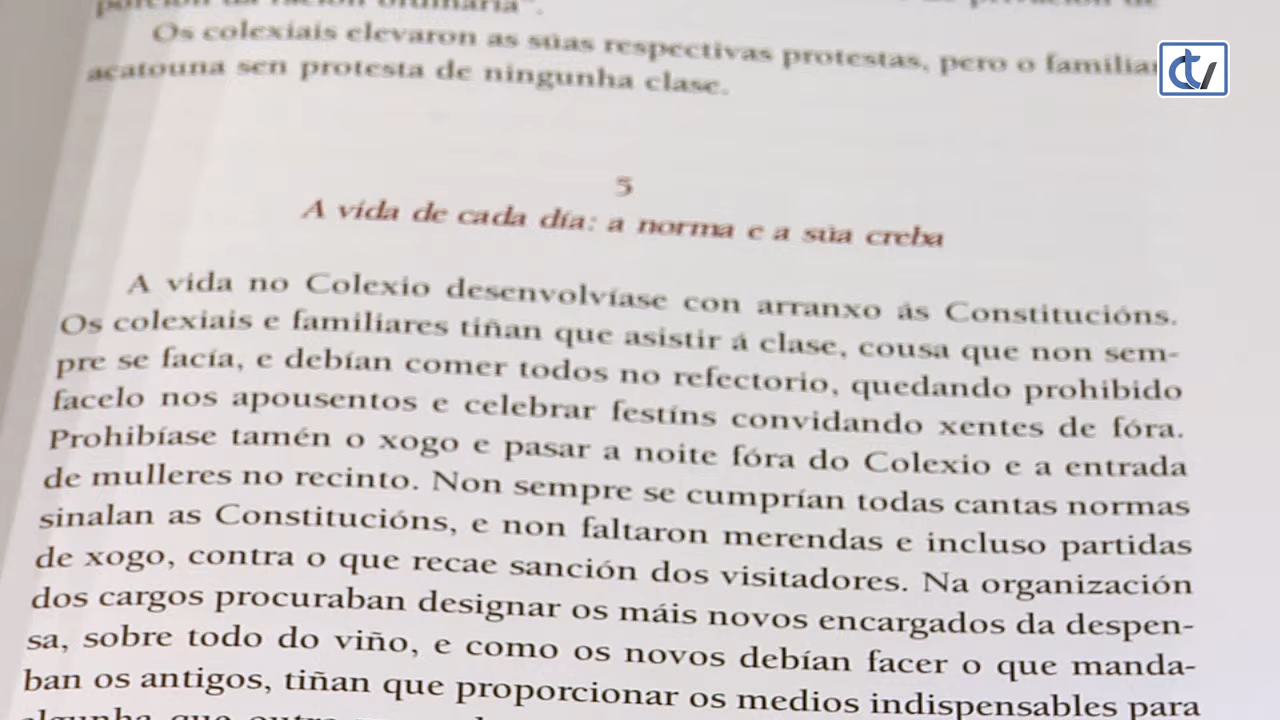 ración ordinaria".
Os colexiais elevaron as súas respectivas protestas, pero o familiar
acatouna sen protesta de ningunha clase.
5
A vida de cada día: a norma e a súa creba
A vida no Colexio desenvolvíase con arranxo ás Constitucións.
Os colexiais e familiares tiñan que asistir á clase, cousa que non sem-
pre se facía, e debían comer todos no refectorio, quedando prohibido
facelo nos apousentos e celebrar festíns convidando xentes de fóra.
Prohibíase tamén o xogo e pasar a noite fóra do Colexio e a entrada
de mulleres no recinto. Non sempre se cumprían todas cantas normas
sinalan as Constitucións, e non faltaron merendas e incluso partidas
de xogo, contra o que recae sanción dos visitadores. Na organización
dos cargos procuraban designar os máis novos encargados da despen-
sa, sobre todo do viño, e como os novos debían facer o que manda-
ban os antigos, tiñan que proporcionar os medios indispensables para
ctv